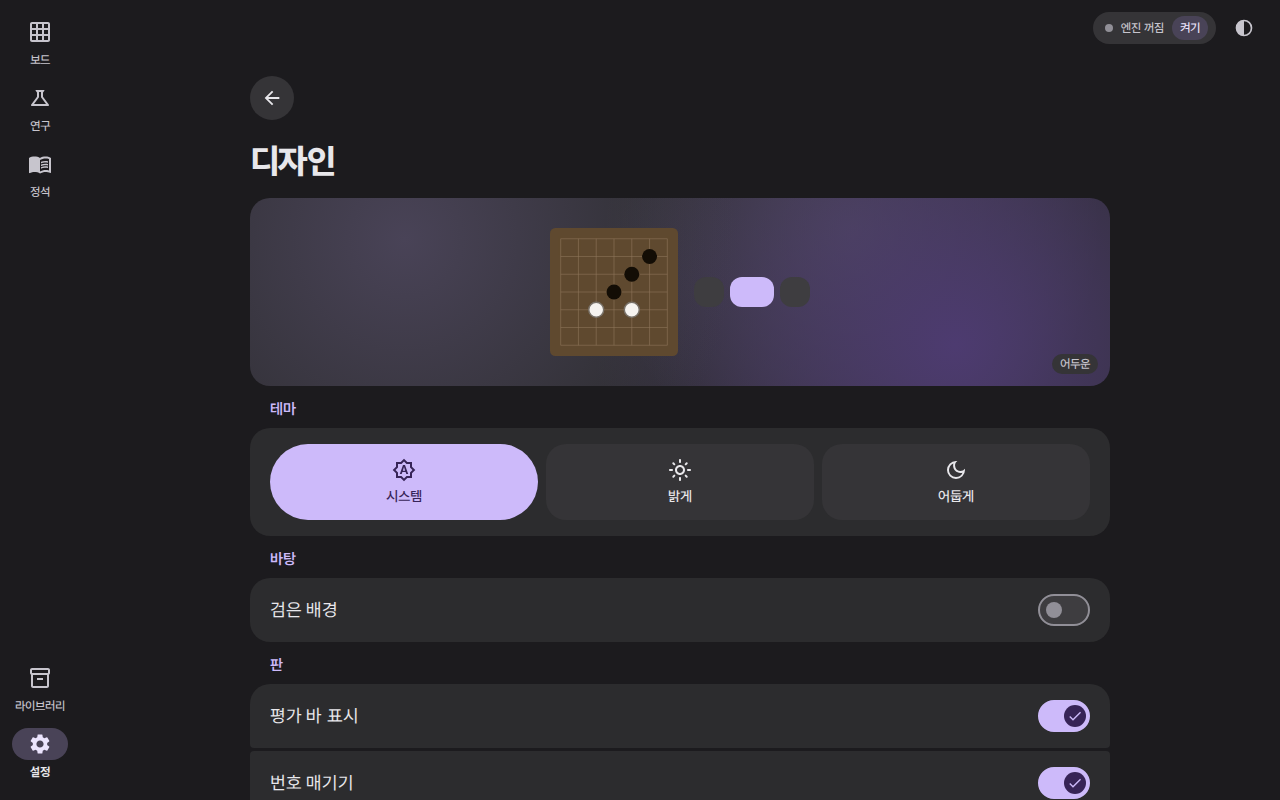 보드
연구
정석
라이브러리
설정
엔진 꺼짐
켜기
디자인
어두운
테마
시스템
밝게
어둡게
바탕
검은 배경
판
평가 바 표시
번호 매기기